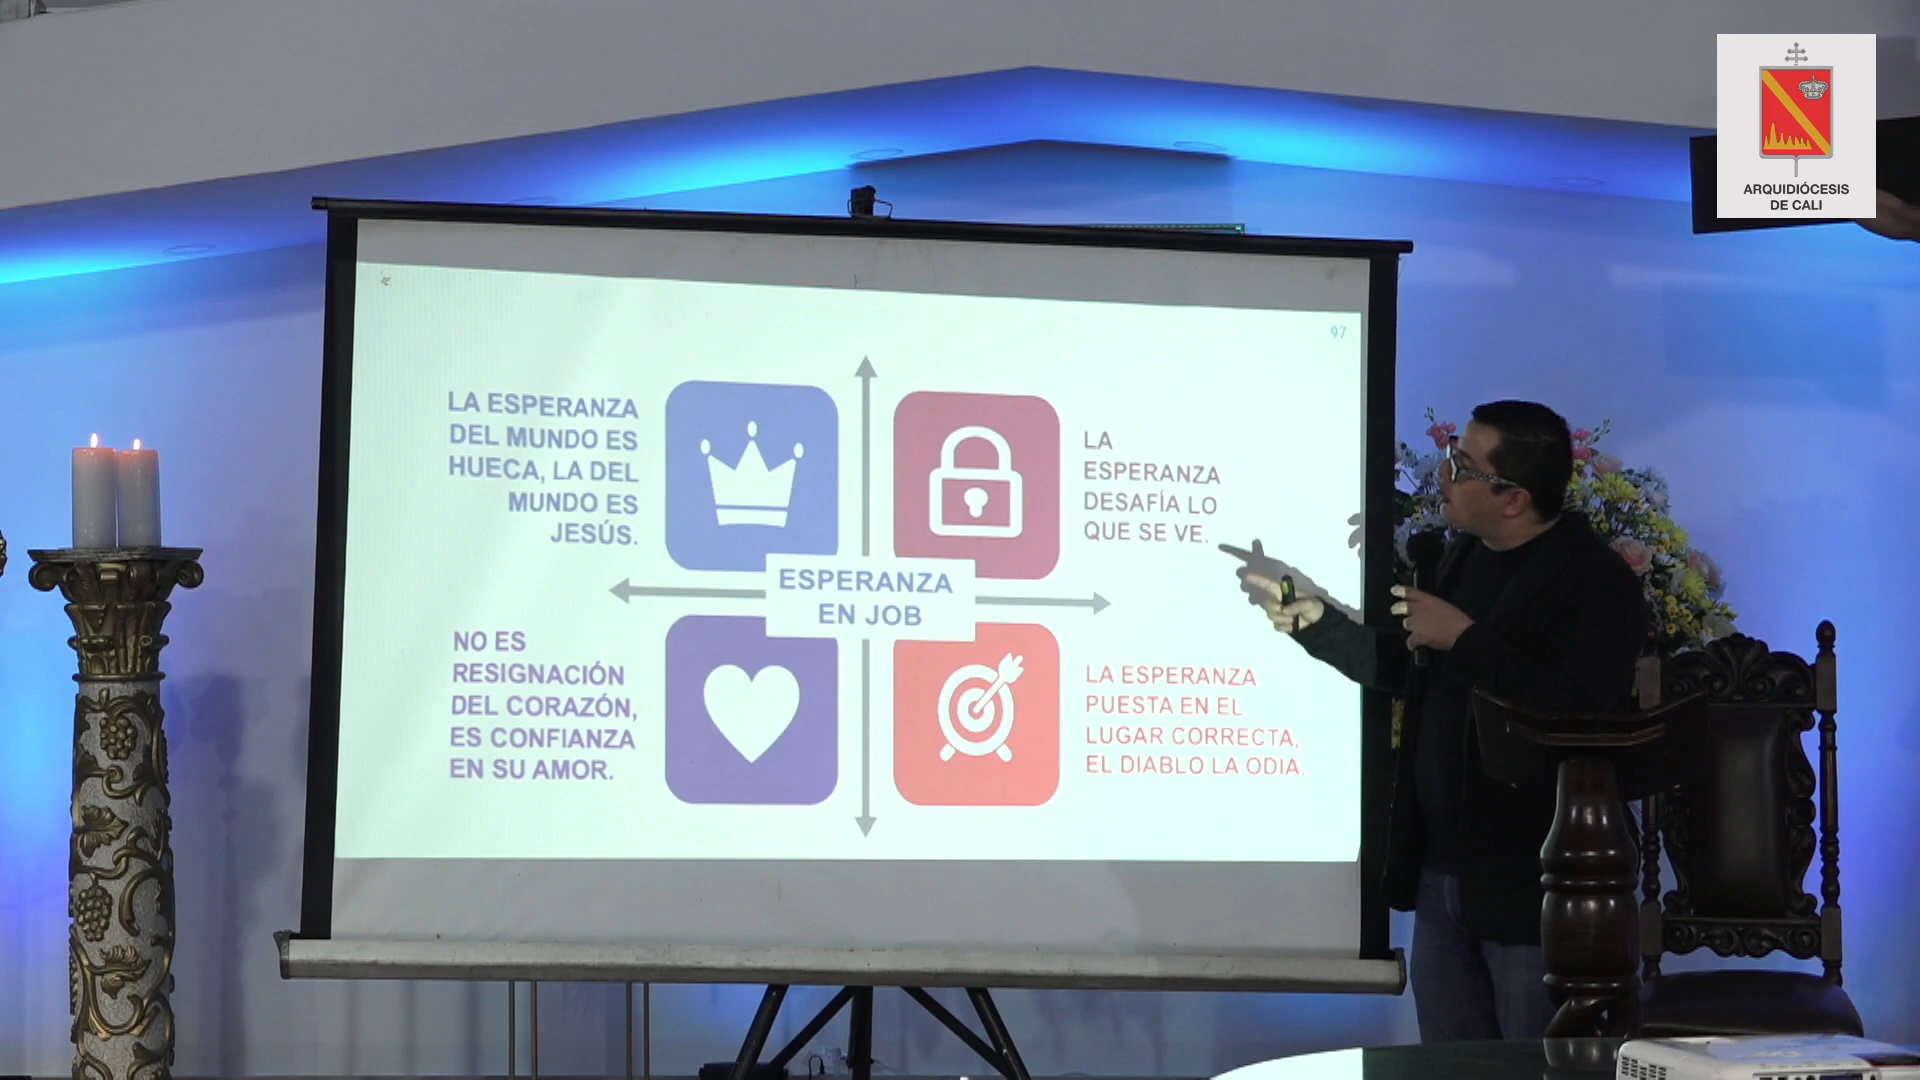 ARQUIDIÓCESIS
DE CALI
97
LA ESPERANZA
DEL MUNDO ES
HUECA, LA DEL
MUNDO ES
JESÚS.
LA
ESPERANZA
DESAFÍA LO
QUE SE VE.
ESPERANZA
EN JOB
NO ES
RESIGNACIÓN
DEL CORAZÓN,
ES CONFIANZA
EN SU AMOR.
LA ESPERANZA
PUESTA EN EL
LUGAR CORRECTA,
EL DIABLO LA ODIA.